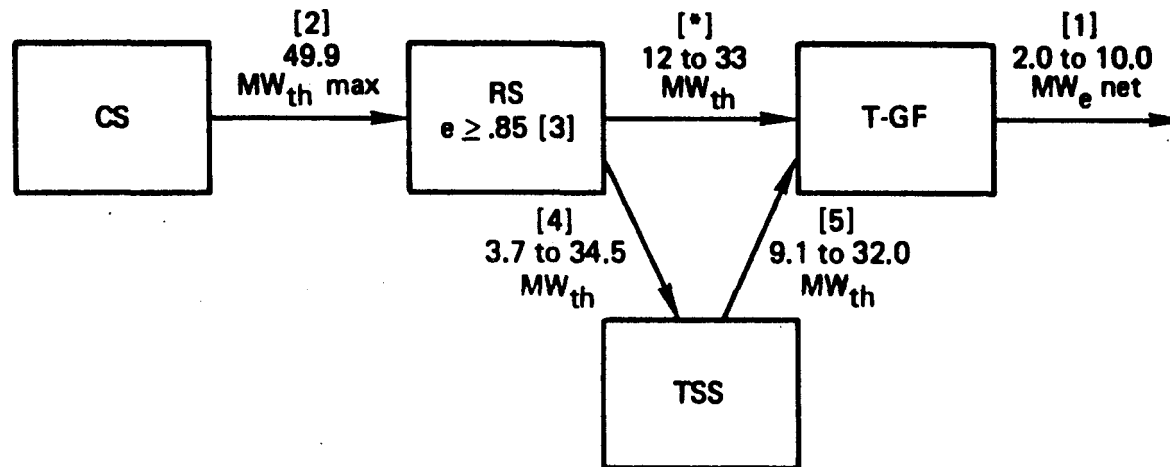 [2]
49.9
MWth max
CS
RS
e ≥ .85 [3]
[*]
12 to 33
MWth
T-GF
[1]
2.0 to 10.0
MWe net
[4]
3.7 to 34.5
MWth
[5]
9.1 to 32.0
MWth
TSS